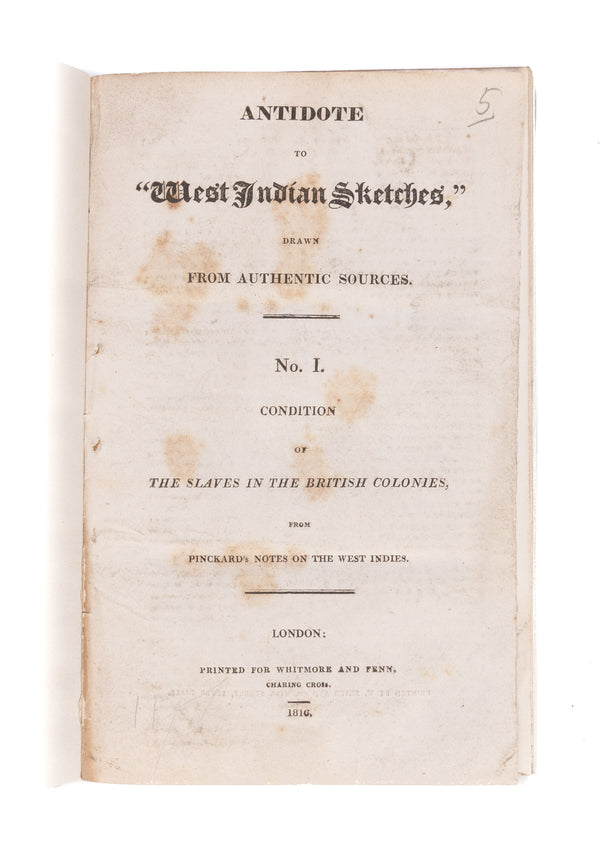 5
ANTIDOTE
TO
"West Indian Sketches,"
DRAWN
FROM AUTHENTIC SOURCES.
No. I.
CONDITION
OF
THE SLAVES IN THE BRITISH COLONIES,
FROM
PINCKARD's NOTES ON THE WEST INDIES.
LONDON:
PRINTED FOR WHITMORE AND FENN,
CHARING CROSS.
1816.